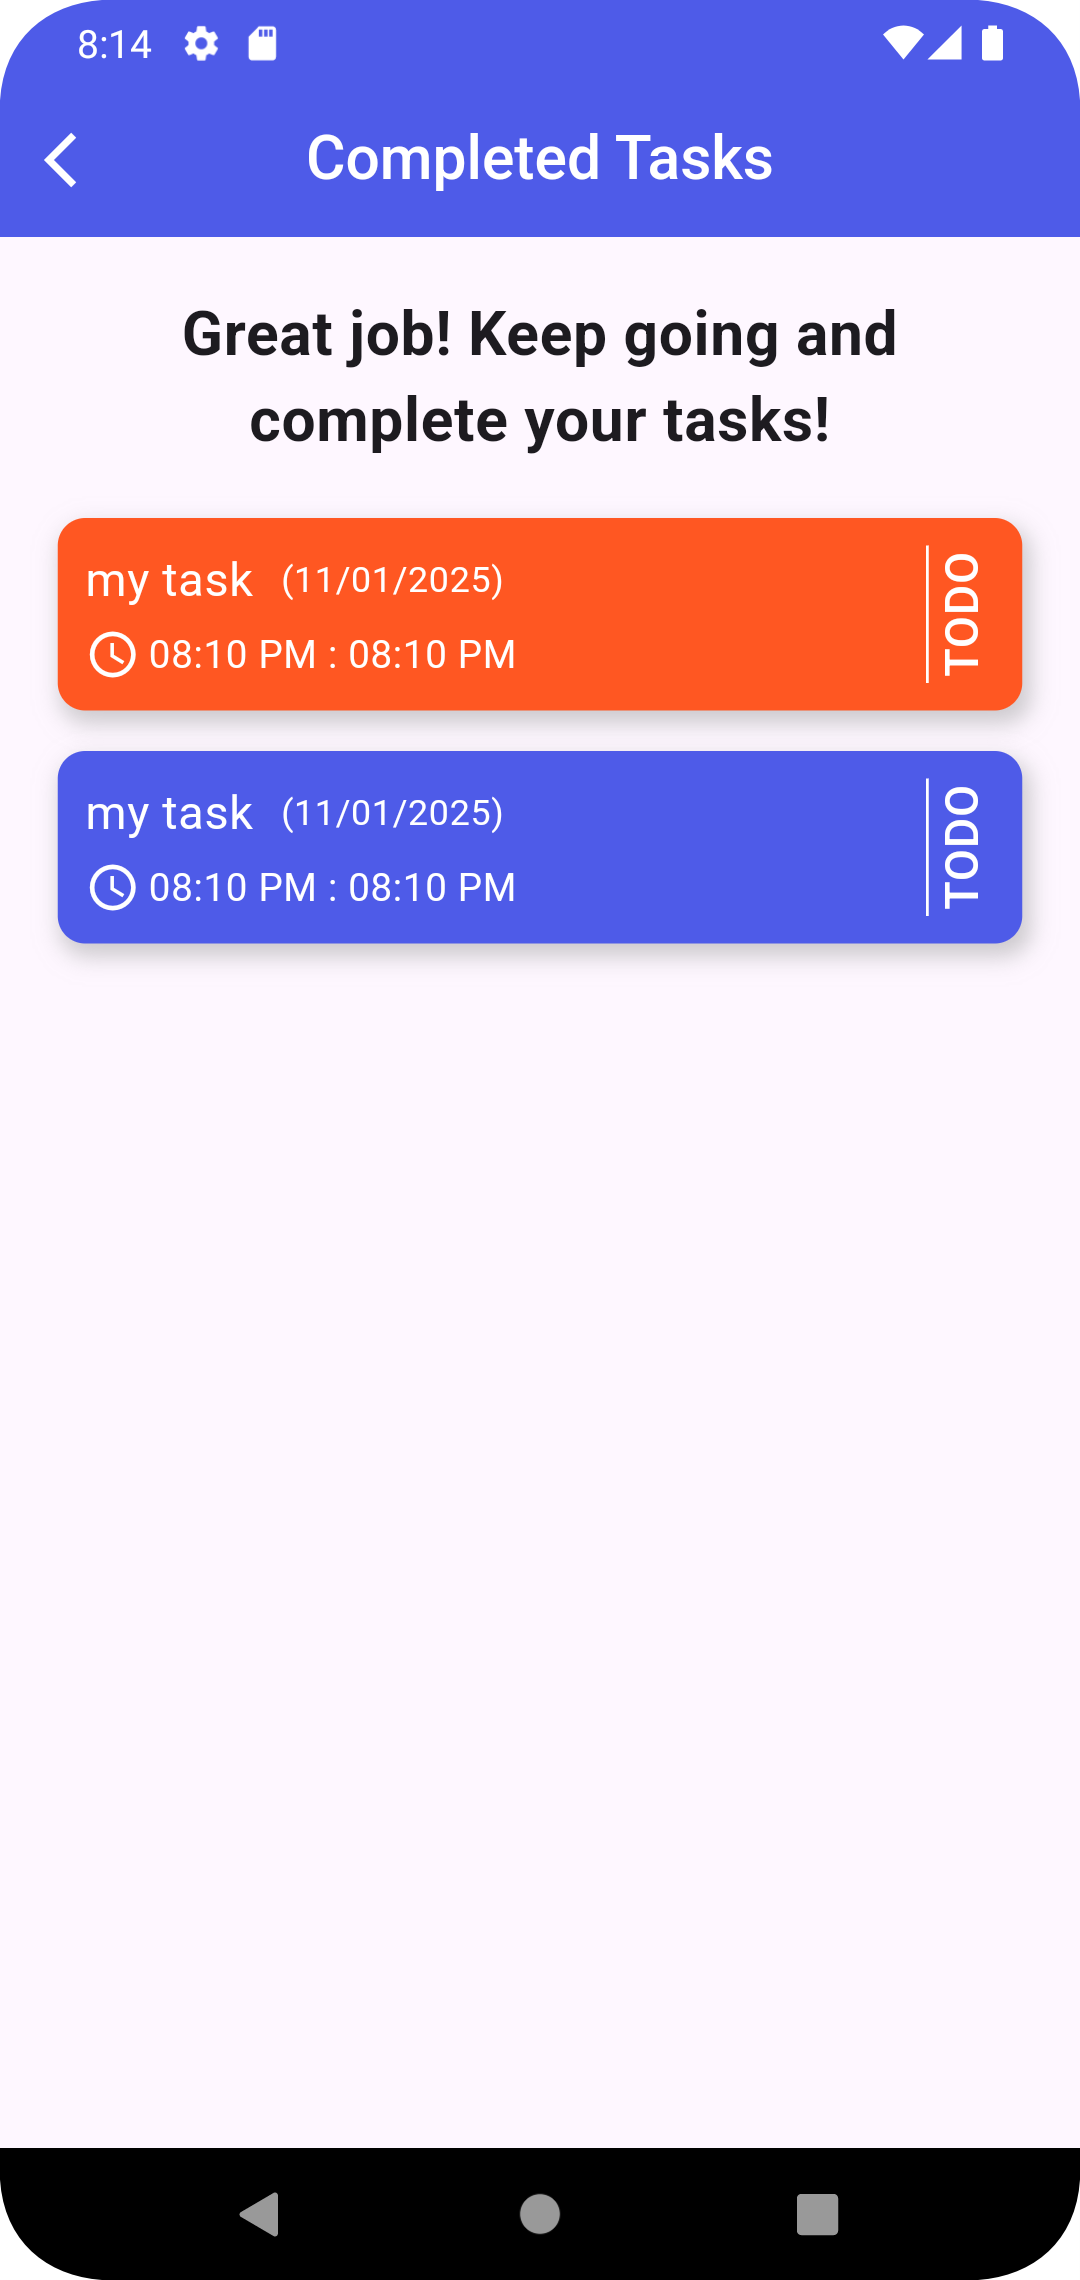 8:14
Completed Tasks
Great job! Keep going and
complete your tasks!
my task (11/01/2025)
08:10 PM : 08:10 PM
TODO
my task (11/01/2025)
08:10 PM : 08:10 PM
TODO